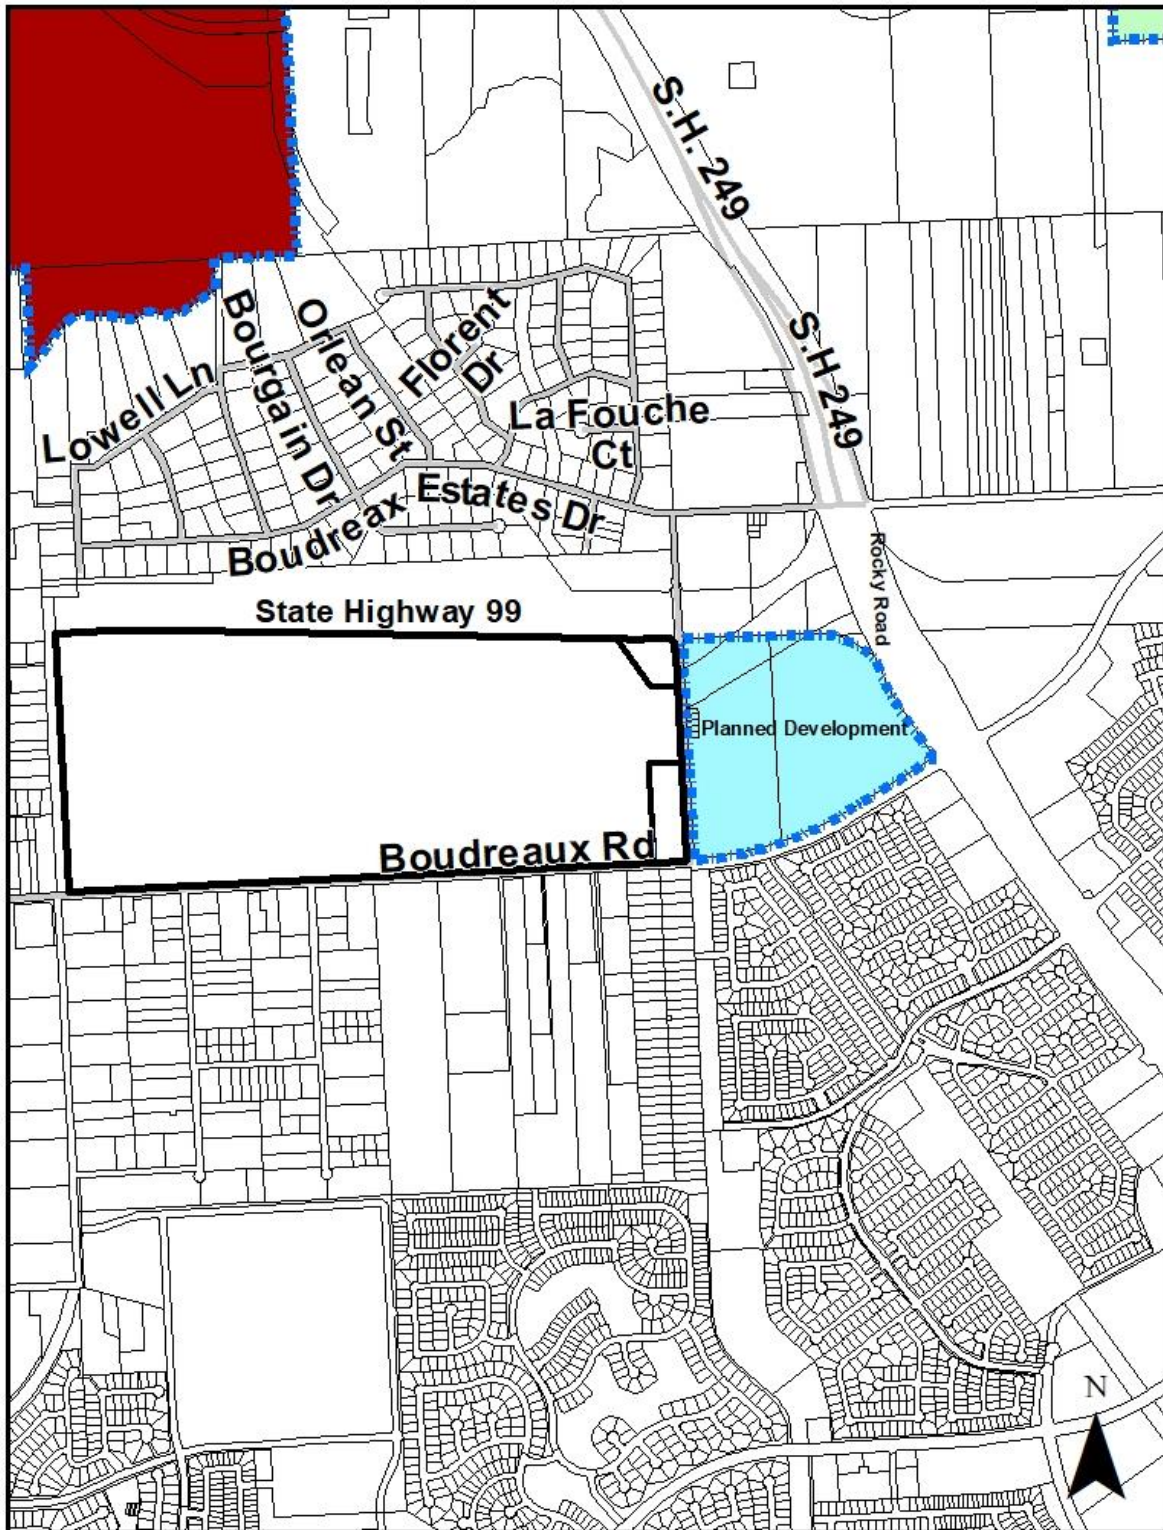 S.H. 249
S.H 249
Lowell Ln
Bourgain Dr
Orlean St
Florent
Dr
La Fouche
Ct
Boudreax Estates Dr
Rocky Road
State Highway 99
Planned Development
Boudreaux Rd
N